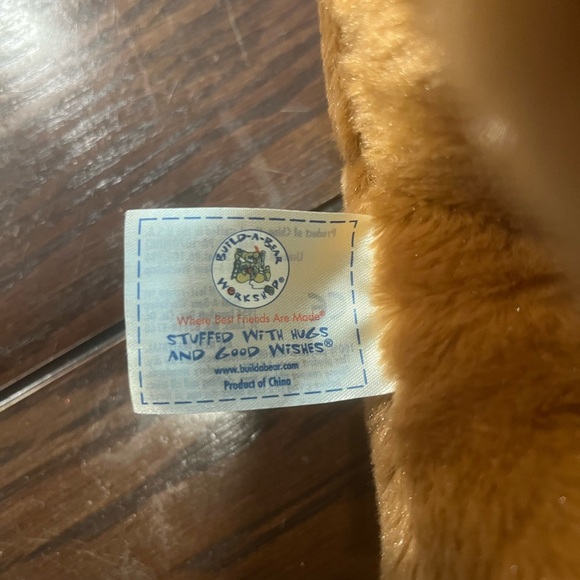 BUILD-A-BEAR
WORKSHOP®
Where Best Friends Are Made®
STUFFED WITH HUGS
AND GOOD WISHES®
www.buildabear.com
Product of China